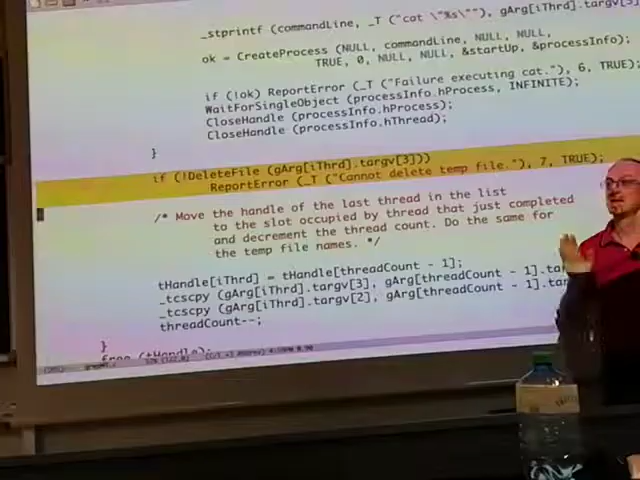 _stprintf (commandLine, _T ("cat \"%s\""), gArg[iThrd].targv[3]
ok = CreateProcess (NULL, commandLine, NULL, NULL,
TRUE, 0, NULL, NULL, &startUp, &processInfo);
if (!ok) ReportError (_T ("Failure executing cat."), 6, TRUE);
WaitForSingleObject (processInfo.hProcess, INFINITE);
CloseHandle (processInfo.hProcess);
CloseHandle (processInfo.hThread);
}
if (!DeleteFile (gArg[iThrd].targv[3]))
ReportError (_T ("Cannot delete temp file."), 7, TRUE);
/* Move the handle of the last thread in the list
to the slot occupied by thread that just completed
and decrement the thread count. Do the same for
the temp file names. */
tHandle[iThrd] = tHandle[threadCount - 1];
_tcscpy (gArg[iThrd].targv[3], gArg[threadCount - 1].ta
_tcscpy (gArg[iThrd].targv[2], gArg[threadCount - 1].tar
threadCount--;
}
free (tHandle);